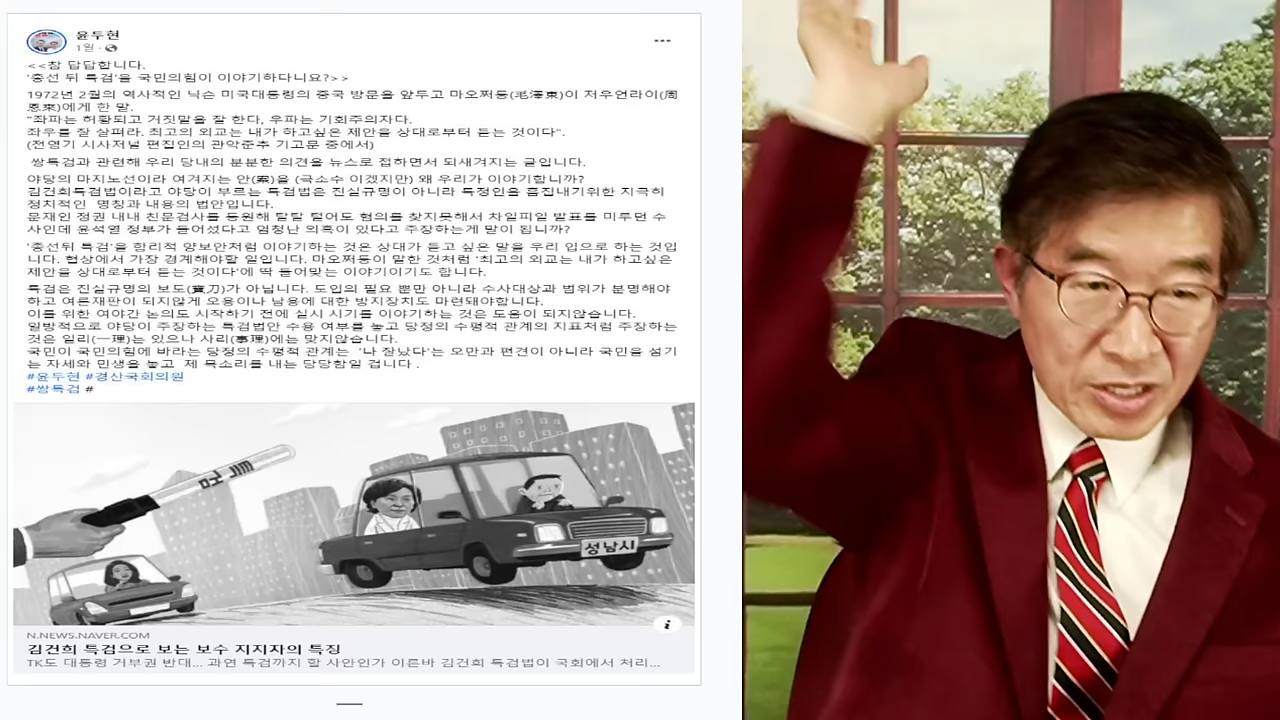 윤두현
1월 ·
<<참 답답합니다.
'총선 뒤 특검'을 국민의힘이 이야기하다니요?>>
1972년 2월의 역사적인 닉슨 미국대통령의 중국 방문을 앞두고 마오쩌둥(毛澤東)이 저우언라이(周
恩來)에게 한 말.
"좌파는 허황되고 거짓말을 잘 한다, 우파는 기회주의자다.
좌우를 잘 살펴라. 최고의 외교는 내가 하고싶은 제안을 상대로부터 듣는 것이다".
(전영기 시사저널 편집인의 관악춘추 기고문 중에서)
쌍특검과 관련해 우리 당내의 분분한 의견을 뉴스로 접하면서 되새겨지는 글입니다.
야당의 마지노선이라 여겨지는 안(案)을 (극소수 이겠지만) 왜 우리가 이야기합니까?
김건희특검법이라고 야당이 부르는 특검법은 진실규명이 아니라 특정인을 흠집내기위한 지극히
정치적인 명칭과 내용의 법안입니다.
문재인 정권 내내 친문검사를 동원해 탈탈 털어도 혐의를 찾지못해서 차일피일 발표를 미루던 수
사인데 윤석열 정부가 들어섰다고 엄청난 의혹이 있다고 주장하는게 말이 됩니까?
'총선뒤 특검'을 합리적 양보안처럼 이야기하는 것은 상대가 듣고 싶은 말을 우리 입으로 하는 것입
니다. 협상에서 가장 경계해야할 일입니다. 마오쩌둥이 말한 것처럼 '최고의 외교는 내가 하고싶은
제안을 상대로부터 듣는 것이다'에 딱 들어맞는 이야기이기도 합니다.
특검은 진실규명의 보도(寶刀)가 아닙니다. 도입의 필요 뿐만 아니라 수사대상과 범위가 분명해야
하고 여론재판이 되지않게 오용이나 남용에 대한 방지장치도 마련돼야합니다.
이를 위한 여야간 논의도 시작하기 전에 실시 시기를 이야기하는 것은 도움이 되지않습니다.
일방적으로 야당이 주장하는 특검법안 수용 여부를 놓고 당정의 수평적 관계의 지표처럼 주장하는
것은 일리(一理)는 있으나 사리(事理)에는 맞지않습니다.
국민이 국민의힘에 바라는 당정의 수평적 관계는 '나 잘났다'는 오만과 편견이 아니라 국민을 섬기
는 자세와 민생을 놓고 제 목소리를 내는 당당함일 겁니다 .
#윤두현 #경산국회의원
#쌍특검 #
성남시
N.NEWS.NAVER.COM
김건희 특검으로 보는 보수 지지자의 특징
TK도 대통령 거부권 반대... 과연 특검까지 할 사안인가 이른바 김건희 특검법이 국회에서 처리...